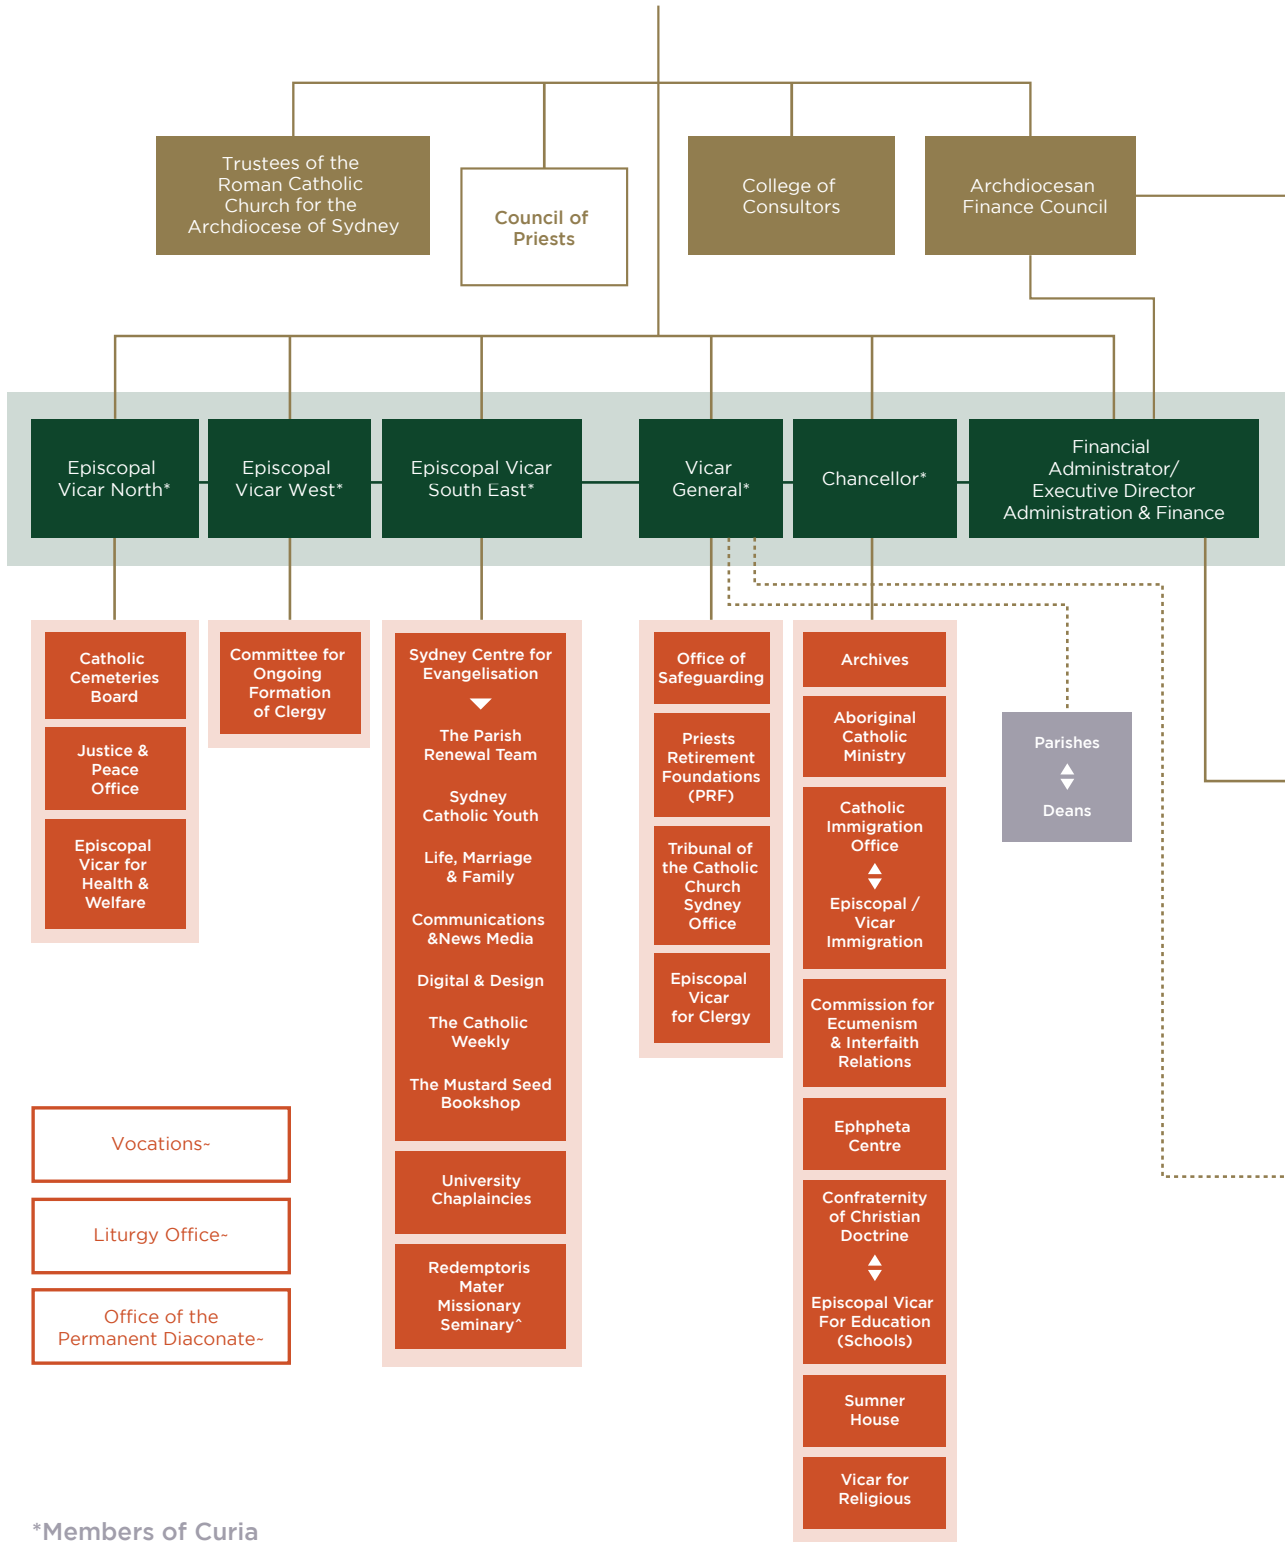 Trustees of the
Roman Catholic
Church for the
Archdiocese of Sydney
Council of
Priests
College of
Consultors
Archdiocesan
Finance Council
Episcopal
Vicar North*
Episcopal
Vicar West*
Episcopal Vicar
South East*
Vicar
General*
Chancellor*
Financial
Administrator/
Executive Director
Administration & Finance
Catholic
Cemeteries
Board
Justice &
Peace
Office
Episcopal
Vicar for
Health &
Welfare
Committee for
Ongoing
Formation
of Clergy
Sydney Centre for
Evangelisation
The Parish
Renewal Team
Sydney
Catholic Youth
Life, Marriage
& Family
Communications
&News Media
Digital & Design
The Catholic
Weekly
The Mustard Seed
Bookshop
University
Chaplaincies
Redemptoris
Mater
Missionary
Seminary^
Office of
Safeguarding
Priests
Retirement
Foundations
(PRF)
Tribunal of
the Catholic
Church
Sydney
Office
Episcopal
Vicar
for Clergy
Archives
Aboriginal
Catholic
Ministry
Catholic
Immigration
Office
Episcopal /
Vicar
Immigration
Commission for
Ecumenism
& Interfaith
Relations
Ephpheta
Centre
Confraternity
of Christian
Doctrine
Episcopal Vicar
For Education
(Schools)
Sumner
House
Vicar for
Religious
Parishes
Deans
Vocations~
Liturgy Office~
Office of the
Permanent Diaconate~
*Members of Curia